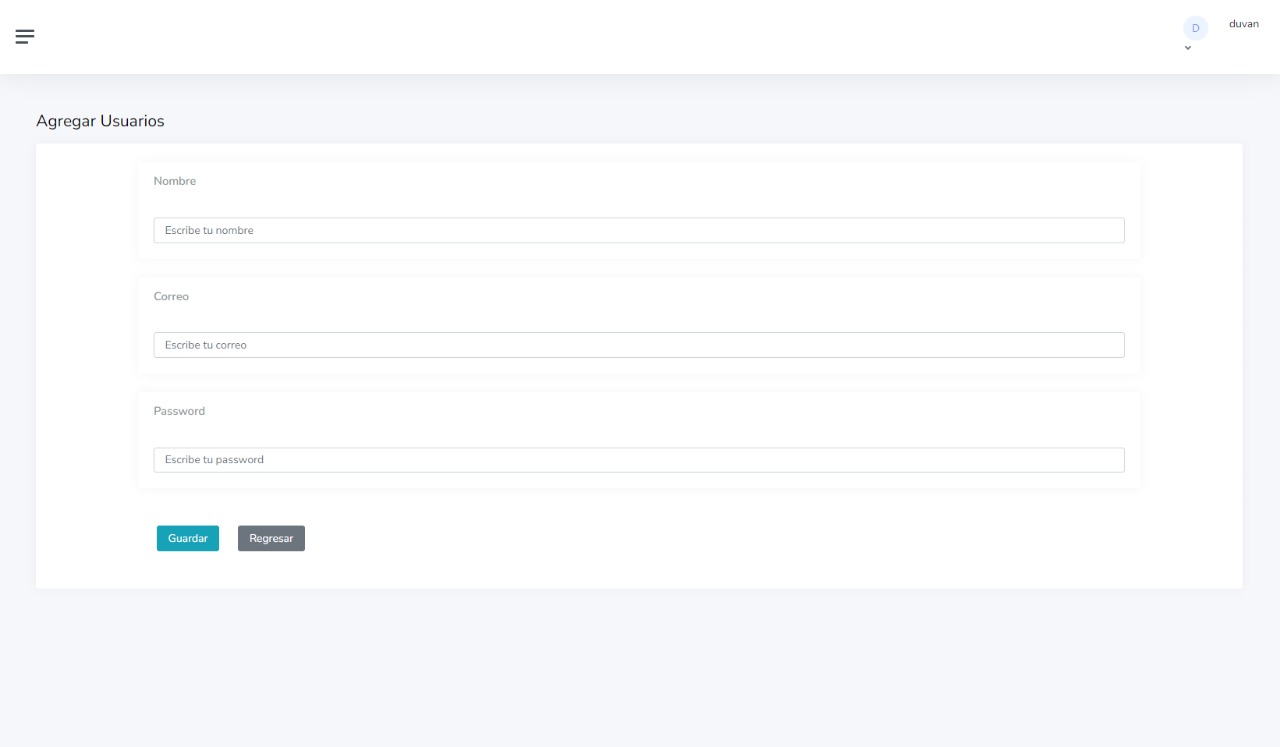 D
duvan
Agregar Usuarios
Nombre
Escribe tu nombre
Correo
Escribe tu correo
Password
Escribe tu password
Guardar Regresar